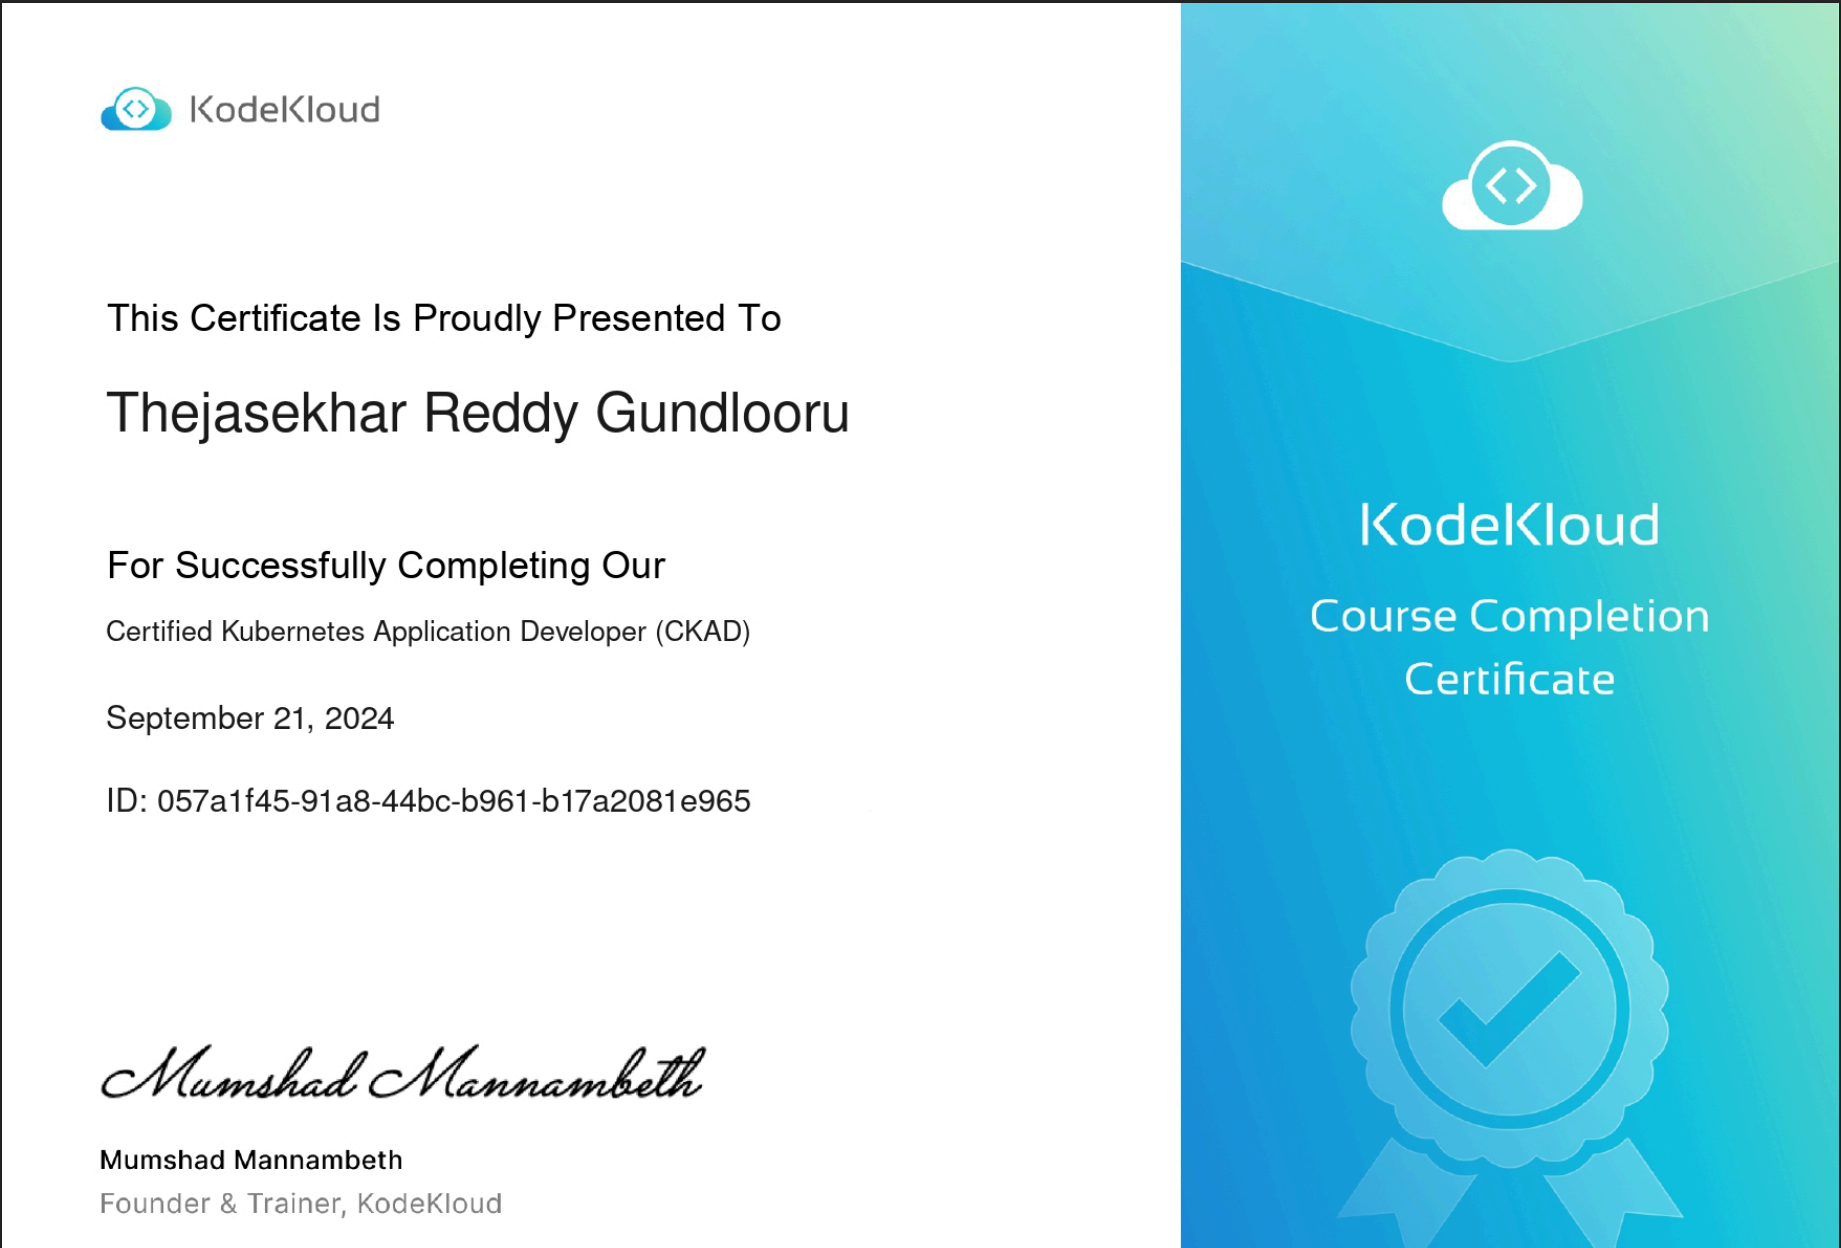 KodeKloud
This Certificate Is Proudly Presented To
Thejasekhar Reddy Gundlooru
For Successfully Completing Our
Certified Kubernetes Application Developer (CKAD)
September 21, 2024
ID: 057a1f45-91a8-44bc-b961-b17a2081e965
Mumshad Mannambeth
Mumshad Mannambeth
Founder & Trainer, KodeKloud
KodeKloud
Course Completion
Certificate